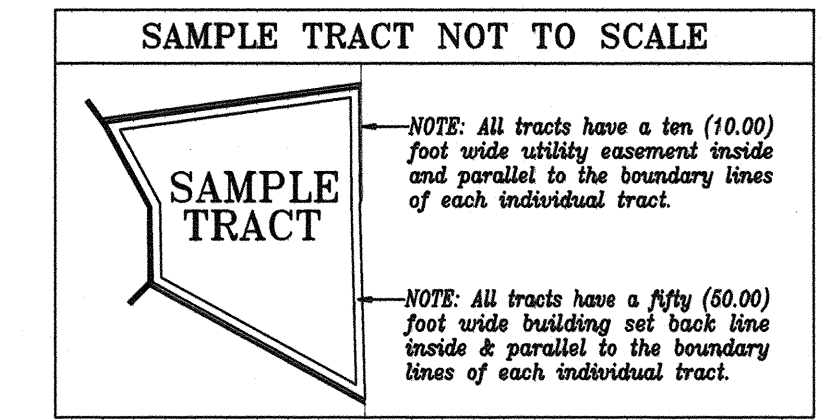 SAMPLE TRACT NOT TO SCALE
SAMPLE
TRACT
NOTE: All tracts have a ten (10.00)
foot wide utility easement inside
and parallel to the boundary lines
of each individual tract.
NOTE: All tracts have a fifty (50.00)
foot wide building set back line
inside & parallel to the boundary
lines of each individual tract.